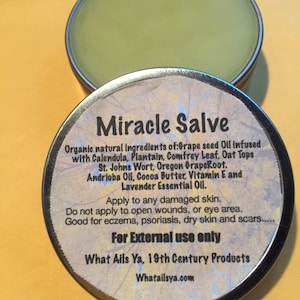 Miracle Salve
Organic natural ingredients of:Grape seed Oil infused
with Calendula, Plantain, Comfrey Leaf, Oat Tops
St. Johns Wort, Oregon GrapeRoot,
Andrioba Oil, Cocoa Butter, Vitamin E and
Lavender Essential Oil.
Apply to any damaged skin.
Do not apply to open wounds, or eye area.
Good for eczema, psoriasis, dry skin and scars.....
For External use only
What Ails Ya, 19th Century Products
Whatailsya.com